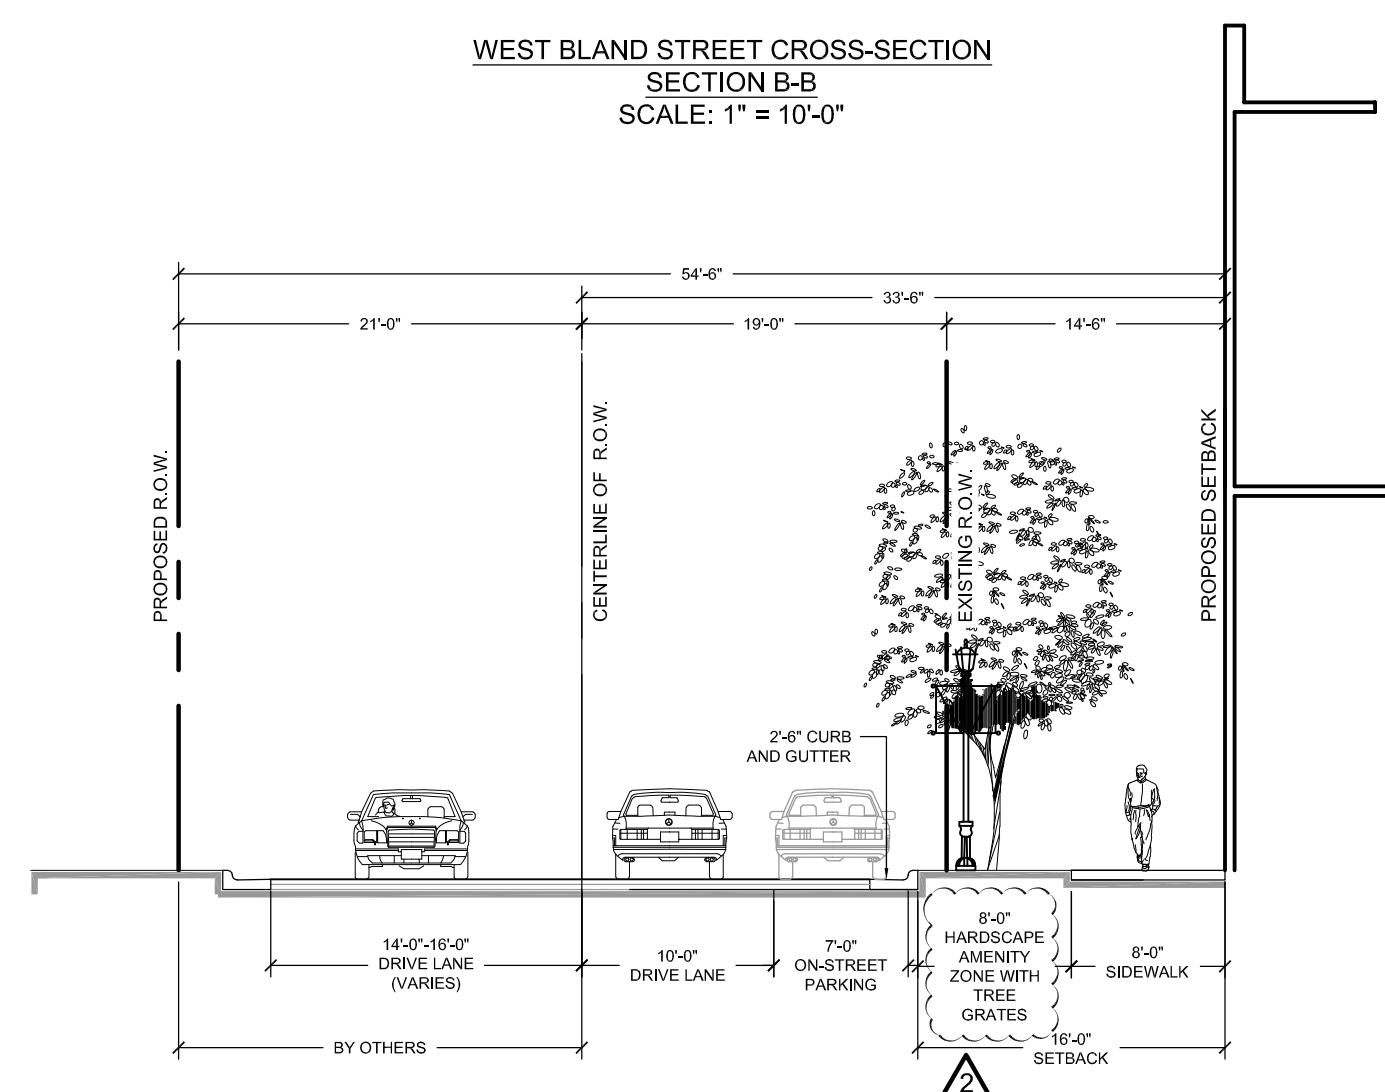 WEST BLAND STREET CROSS-SECTION
SECTION B-B
SCALE: 1" = 10'-0"
54'-6"
33'-6"
21'-0"
19'-0"
14'-6"
PROPOSED R.O.W.
CENTERLINE OF R.O.W.
EXISTING R.O.W.
PROPOSED SETBACK
2'-6" CURB
AND GUTTER
14'-0"-16'-0"
DRIVE LANE
(VARIES)
10'-0"
DRIVE LANE
7'-0"
ON-STREET
PARKING
8'-0"
HARDSCAPE
AMENITY
ZONE WITH
TREE
GRATES
8'-0"
SIDEWALK
BY OTHERS
16'-0"
SETBACK
2